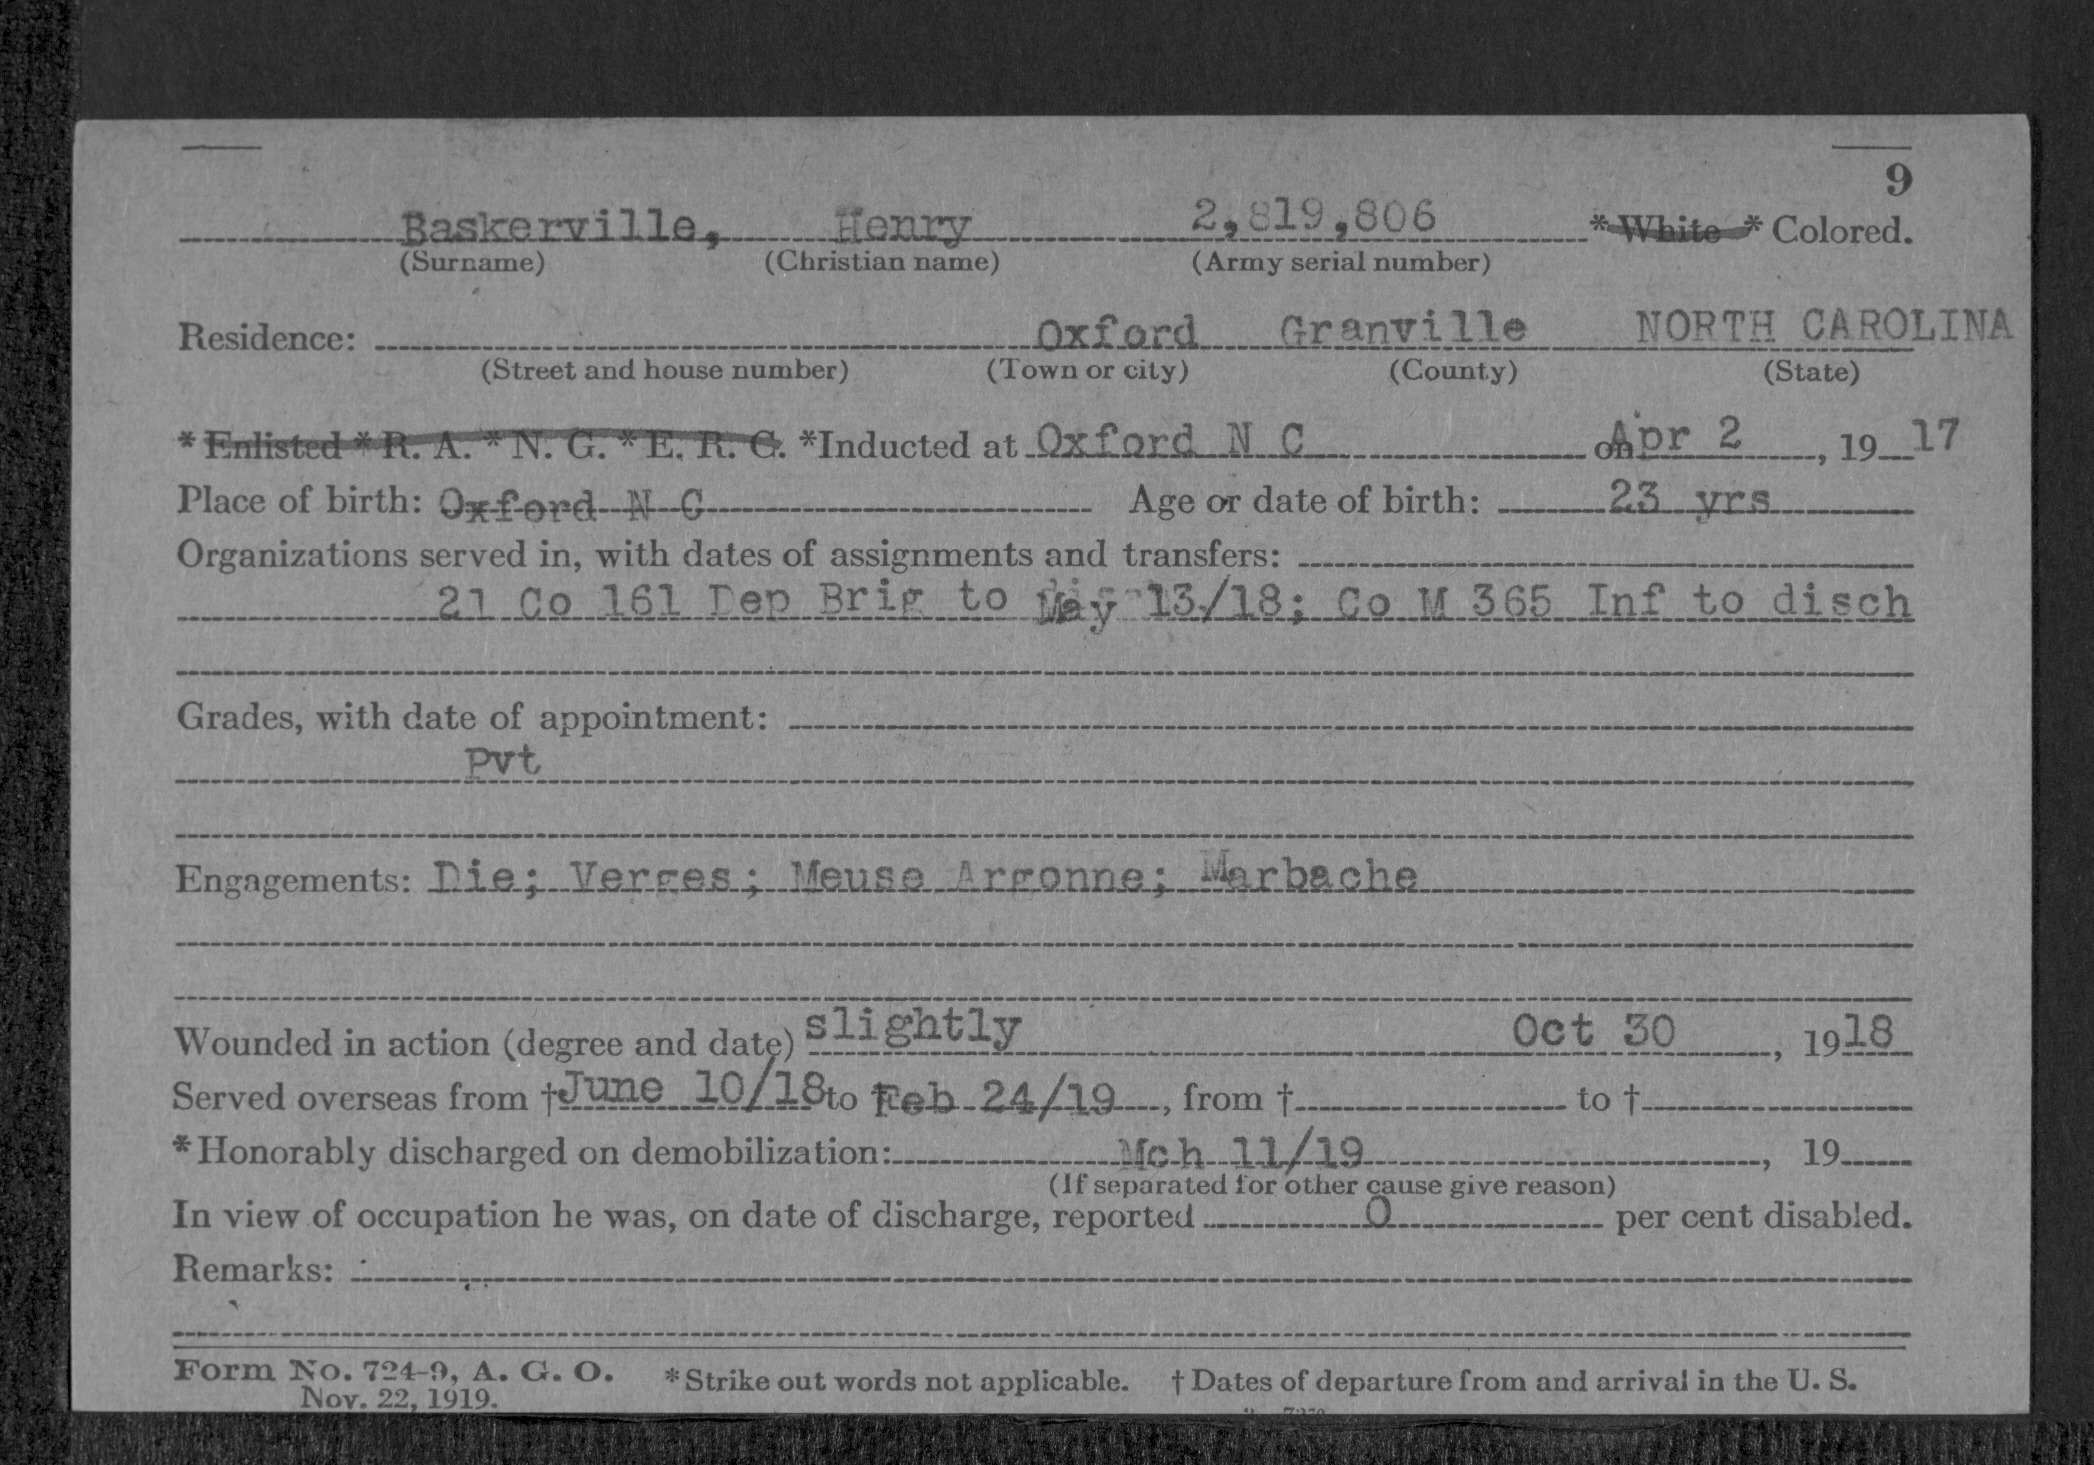 9
Baskerville, Henry 2,819,806 * White * Colored.
(Surname) (Christian name) (Army serial number)
Residence: Oxford Granville NORTH CAROLINA
(Street and house number) (Town or city) (County) (State)
* Enlisted * R. A. * N. G. * E. R. C. *Inducted at Oxford N C on Apr 2, 19 17
Place of birth: Oxford N C Age or date of birth: 23 yrs
Organizations served in, with dates of assignments and transfers:
21 Co 161 Dep Brig to May 13/18; Co M 365 Inf to disch
Grades, with date of appointment:
Pvt
Engagements: Die; Verges; Meuse Argonne; Marbache
Wounded in action (degree and date) slightly Oct 30, 1918
Served overseas from †June 10/18 to Feb 24/19, from † to †
*Honorably discharged on demobilization: Mch 11/19, 19
(If separated for other cause give reason)
In view of occupation he was, on date of discharge, reported 0 per cent disabled.
Remarks:
Form No. 724-9, A. G. O. *Strike out words not applicable. † Dates of departure from and arrival in the U. S.
Nov. 22, 1919.